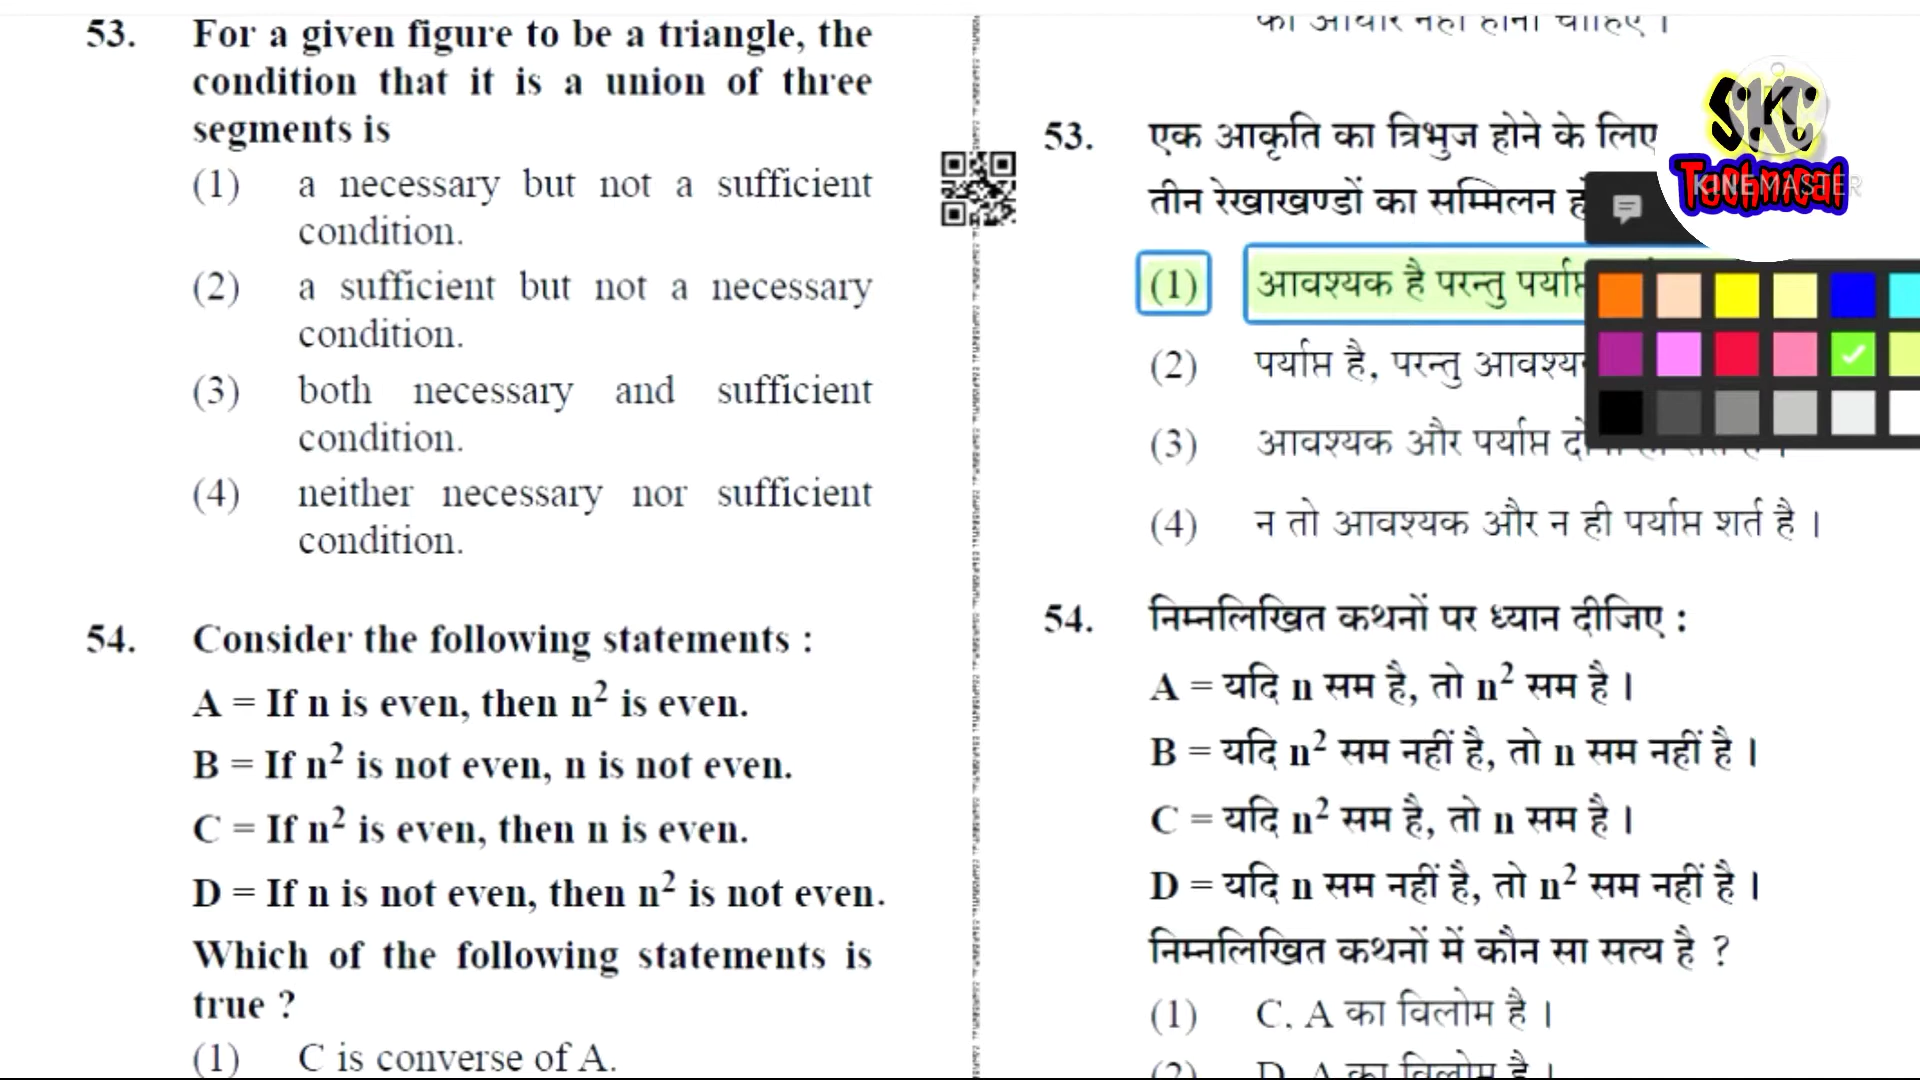 53. For a given figure to be a triangle, the
condition that it is a union of three
segments is
(1) a necessary but not a sufficient
condition.
(2) a sufficient but not a necessary
condition.
(3) both necessary and sufficient
condition.
(4) neither necessary nor sufficient
condition.
54. Consider the following statements :
A = If n is even, then n² is even.
B = If n² is not even, n is not even.
C = If n² is even, then n is even.
D = If n is not even, then n² is not even.
Which of the following statements is
true ?
(1) C is converse of A.
53. एक आकृति का त्रिभुज होने के लिए
तीन रेखाखण्डों का सम्मिलन
(1) आवश्यक है परन्तु
(2) पर्याप्त है, परन्तु
(3) आवश्यक और पर्याप्त
(4) न तो आवश्यक और न ही पर्याप्त शर्त है ।
54. निम्नलिखित कथनों पर ध्यान दीजिए :
A = यदि n सम है, तो n² सम है ।
B = यदि n² सम नहीं है, तो n सम नहीं है ।
C = यदि n² सम है, तो n सम है ।
D = यदि n सम नहीं है, तो n² सम नहीं है ।
निम्नलिखित कथनों में कौन सा सत्य है ?
(1) C, A का विलोम है ।
SKC
Technical
KINEMASTER